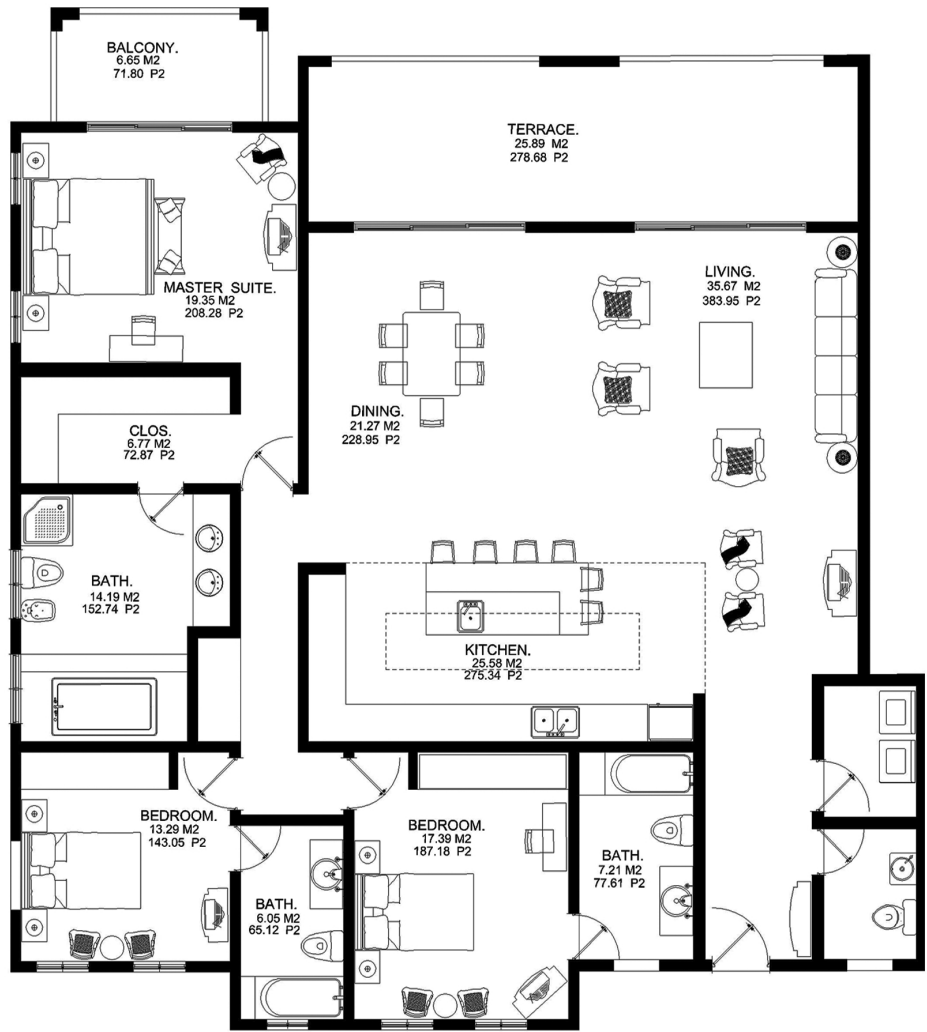 BALCONY.
6.65 M2
71.80 P2
TERRACE.
25.89 M2
278.68 P2
MASTER SUITE.
19.35 M2
208.28 P2
LIVING.
35.67 M2
383.95 P2
DINING.
21.27 M2
228.95 P2
CLOS.
6.77 M2
72.87 P2
BATH.
14.19 M2
152.74 P2
KITCHEN.
25.58 M2
275.34 P2
BEDROOM.
13.29 M2
143.05 P2
BEDROOM.
17.39 M2
187.18 P2
BATH.
7.21 M2
77.61 P2
BATH.
6.05 M2
65.12 P2